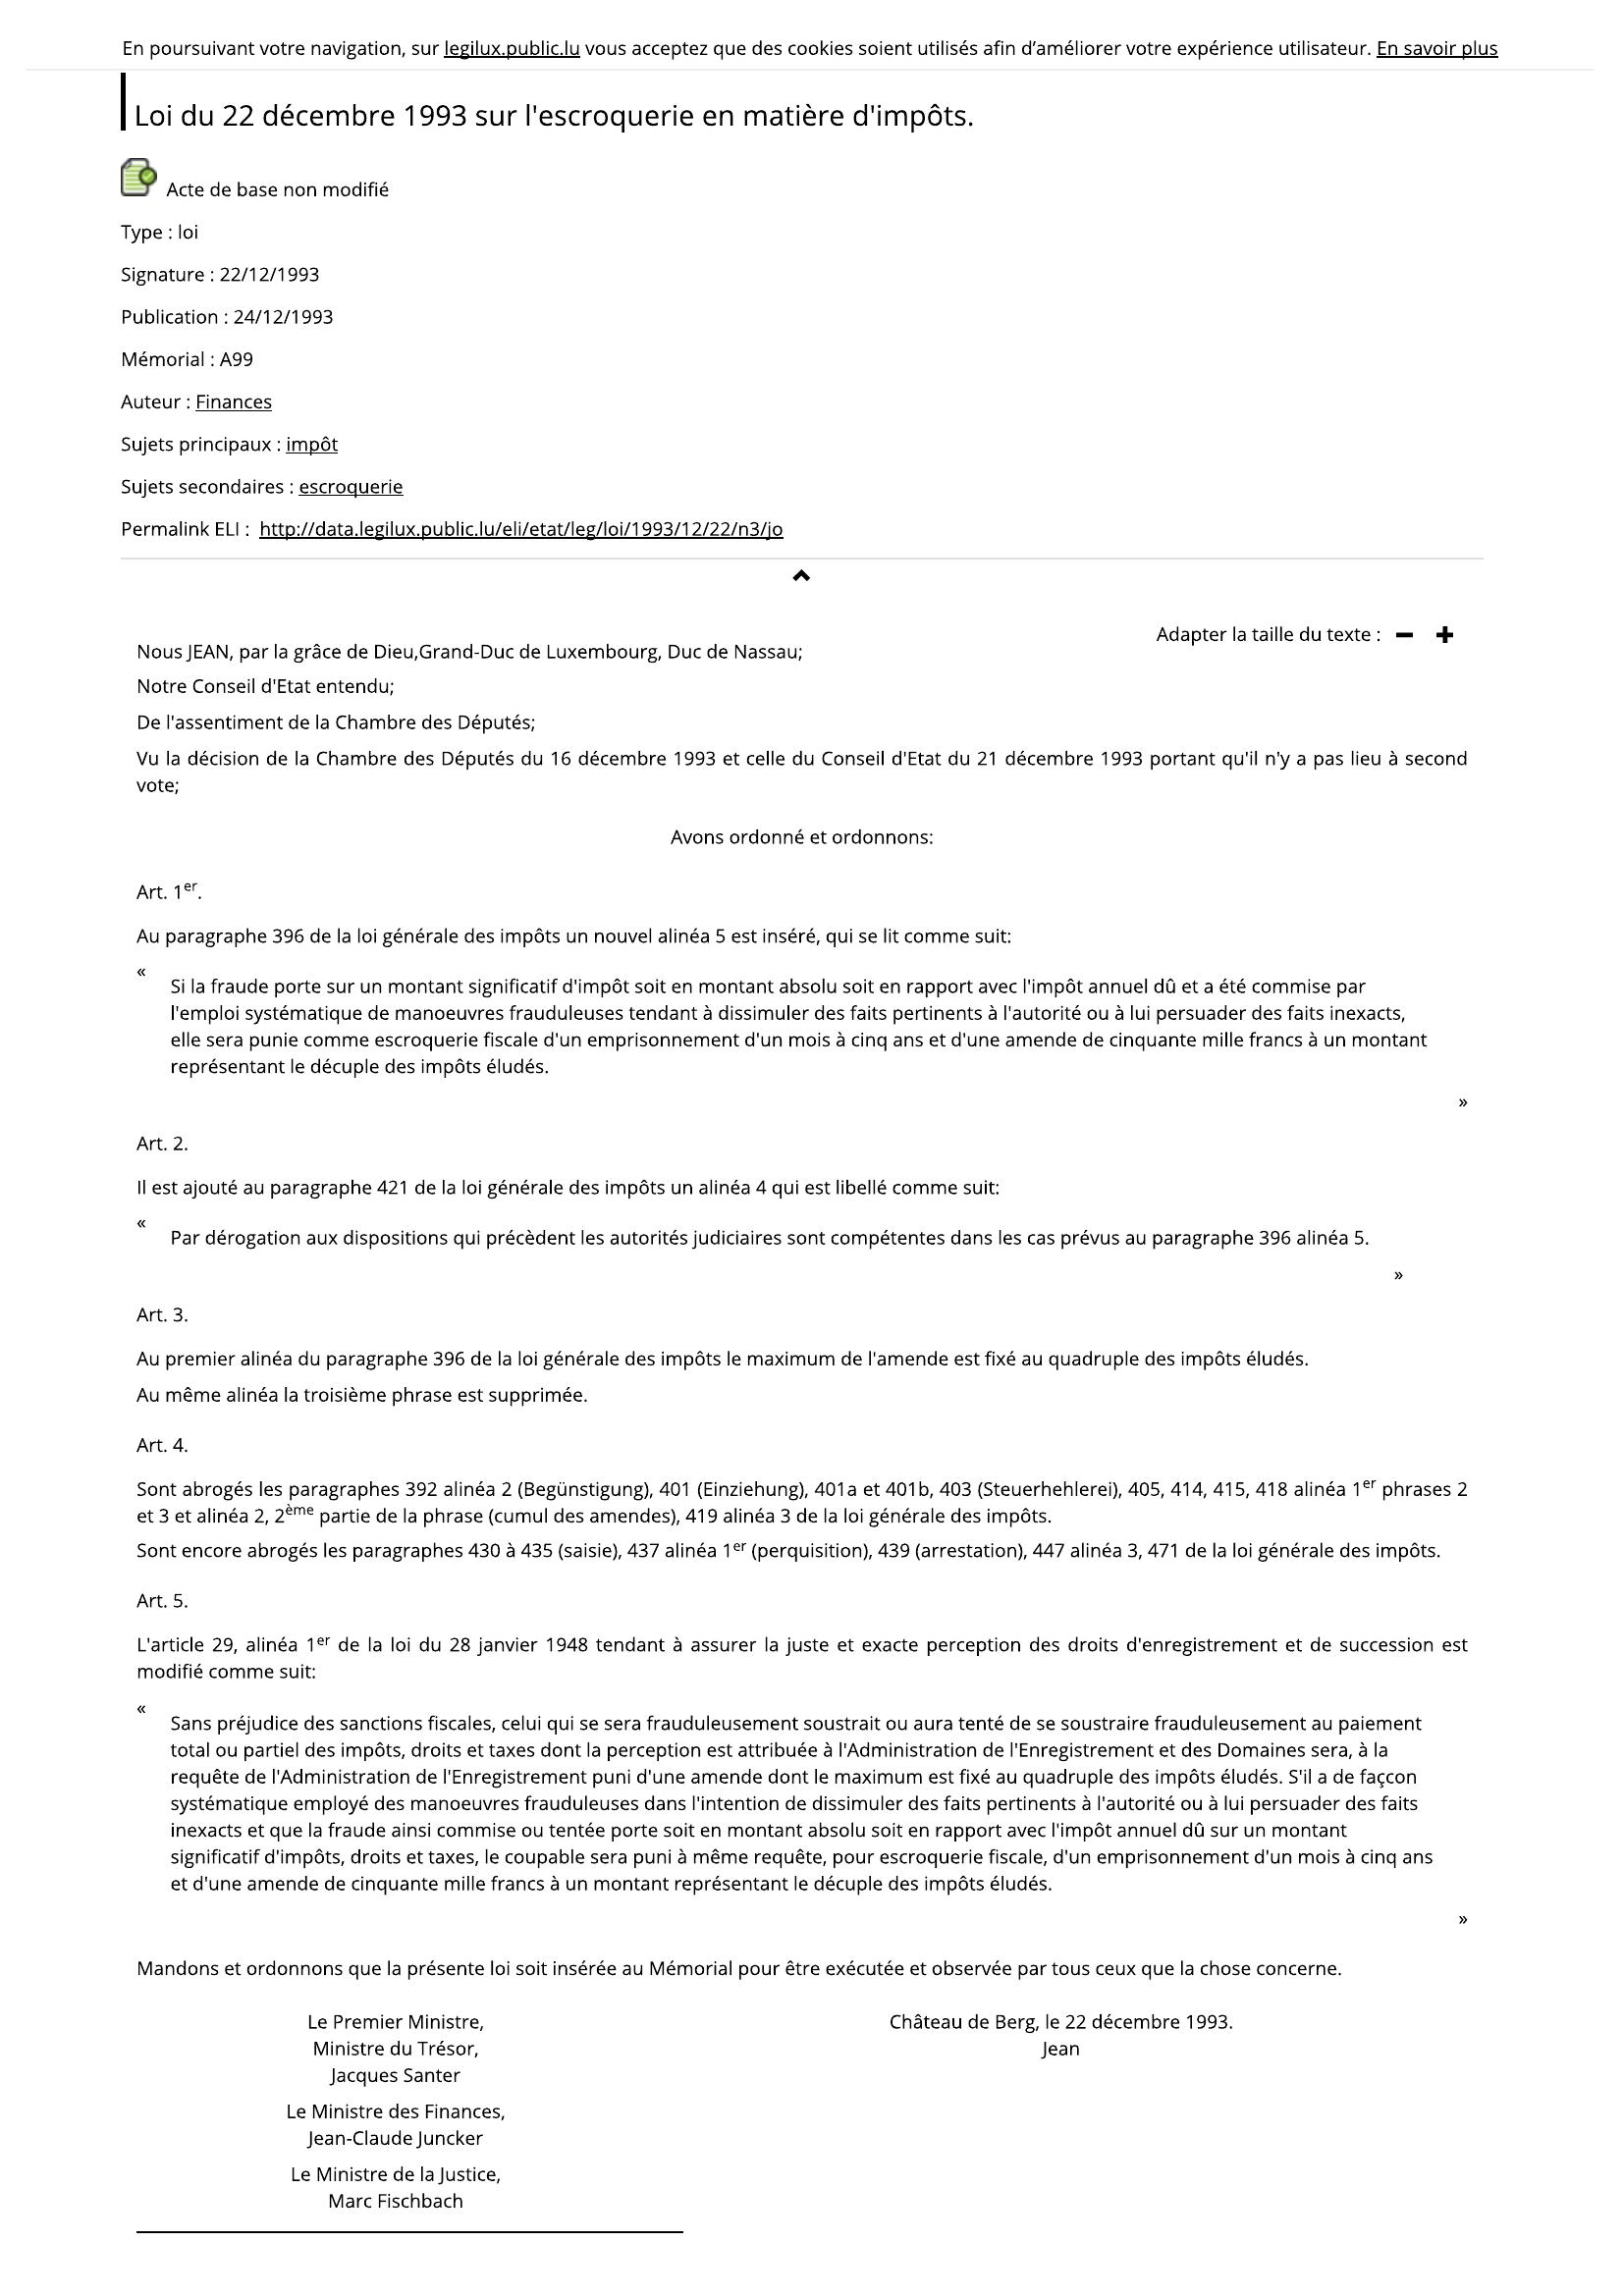 En poursuivant votre navigation, sur legilux.public.lu vous acceptez que des cookies soient utilisés afin d’améliorer votre expérience utilisateur. En savoir plus
Loi du 22 décembre 1993 sur l'escroquerie en matière d'impôts.
Acte de base non modifié
Type : loi
Signature : 22/12/1993
Publication : 24/12/1993
Mémorial : A99
Auteur : Finances
Sujets principaux : impôt
Sujets secondaires : escroquerie
Permalink ELI : http://data.legilux.public.lu/eli/etat/leg/loi/1993/12/22/n3/jo
Adapter la taille du texte :
Nous JEAN, par la grâce de Dieu,Grand-Duc de Luxembourg, Duc de Nassau;
Notre Conseil d'Etat entendu;
De l'assentiment de la Chambre des Députés;
Vu la décision de la Chambre des Députés du 16 décembre 1993 et celle du Conseil d'Etat du 21 décembre 1993 portant qu'il n'y a pas lieu à second
vote;
Avons ordonné et ordonnons:
Art. 1er.
Au paragraphe 396 de la loi générale des impôts un nouvel alinéa 5 est inséré, qui se lit comme suit:
«
Si la fraude porte sur un montant significatif d'impôt soit en montant absolu soit en rapport avec l'impôt annuel dû et a été commise par
l'emploi systématique de manoeuvres frauduleuses tendant à dissimuler des faits pertinents à l'autorité ou à lui persuader des faits inexacts,
elle sera punie comme escroquerie fiscale d'un emprisonnement d'un mois à cinq ans et d'une amende de cinquante mille francs à un montant
représentant le décuple des impôts éludés.
»
Art. 2.
Il est ajouté au paragraphe 421 de la loi générale des impôts un alinéa 4 qui est libellé comme suit:
«
Par dérogation aux dispositions qui précèdent les autorités judiciaires sont compétentes dans les cas prévus au paragraphe 396 alinéa 5.
»
Art. 3.
Au premier alinéa du paragraphe 396 de la loi générale des impôts le maximum de l'amende est fixé au quadruple des impôts éludés.
Au même alinéa la troisième phrase est supprimée.
Art. 4.
Sont abrogés les paragraphes 392 alinéa 2 (Begünstigung), 401 (Einziehung), 401a et 401b, 403 (Steuerhehlerei), 405, 414, 415, 418 alinéa 1er phrases 2
et 3 et alinéa 2, 2ème partie de la phrase (cumul des amendes), 419 alinéa 3 de la loi générale des impôts.
Sont encore abrogés les paragraphes 430 à 435 (saisie), 437 alinéa 1er (perquisition), 439 (arrestation), 447 alinéa 3, 471 de la loi générale des impôts.
Art. 5.
L'article 29, alinéa 1er de la loi du 28 janvier 1948 tendant à assurer la juste et exacte perception des droits d'enregistrement et de succession est
modifié comme suit:
«
Sans préjudice des sanctions fiscales, celui qui se sera frauduleusement soustrait ou aura tenté de se soustraire frauduleusement au paiement
total ou partiel des impôts, droits et taxes dont la perception est attribuée à l'Administration de l'Enregistrement et des Domaines sera, à la
requête de l'Administration de l'Enregistrement puni d'une amende dont le maximum est fixé au quadruple des impôts éludés. S'il a de faççon
systématique employé des manoeuvres frauduleuses dans l'intention de dissimuler des faits pertinents à l'autorité ou à lui persuader des faits
inexacts et que la fraude ainsi commise ou tentée porte soit en montant absolu soit en rapport avec l'impôt annuel dû sur un montant
significatif d'impôts, droits et taxes, le coupable sera puni à même requête, pour escroquerie fiscale, d'un emprisonnement d'un mois à cinq ans
et d'une amende de cinquante mille francs à un montant représentant le décuple des impôts éludés.
»
Mandons et ordonnons que la présente loi soit insérée au Mémorial pour être exécutée et observée par tous ceux que la chose concerne.
Le Premier Ministre,
Ministre du Trésor,
Jacques Santer
Le Ministre des Finances,
Jean-Claude Juncker
Le Ministre de la Justice,
Marc Fischbach
Château de Berg, le 22 décembre 1993.
Jean